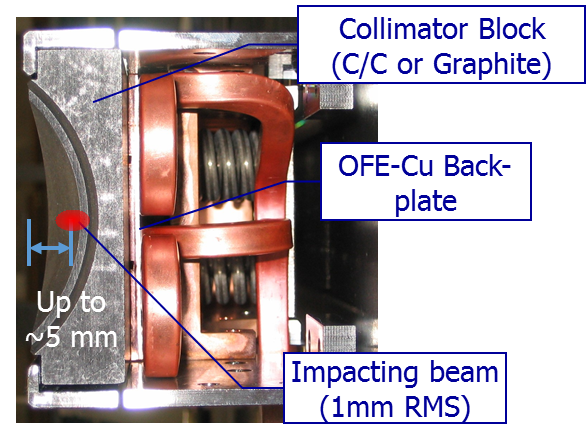 Collimator Block
(C/C or Graphite)
OFE-Cu Back-
plate
Up to
~5 mm
Impacting beam
(1mm RMS)